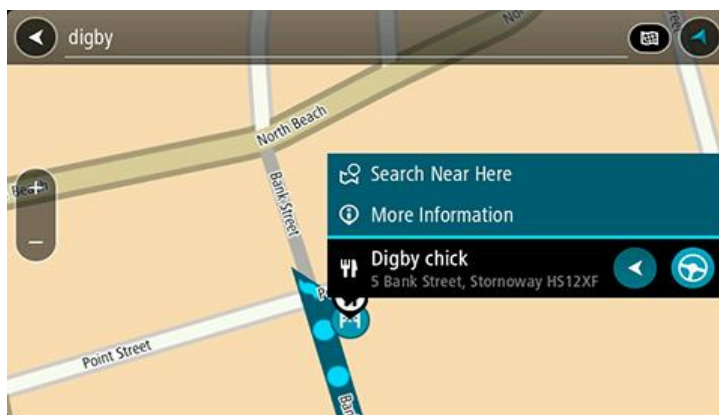 digby
North Beach
Bank Street
Search Near Here
More Information
Digby chick
5 Bank Street, Stornoway HS12XF
Point Street